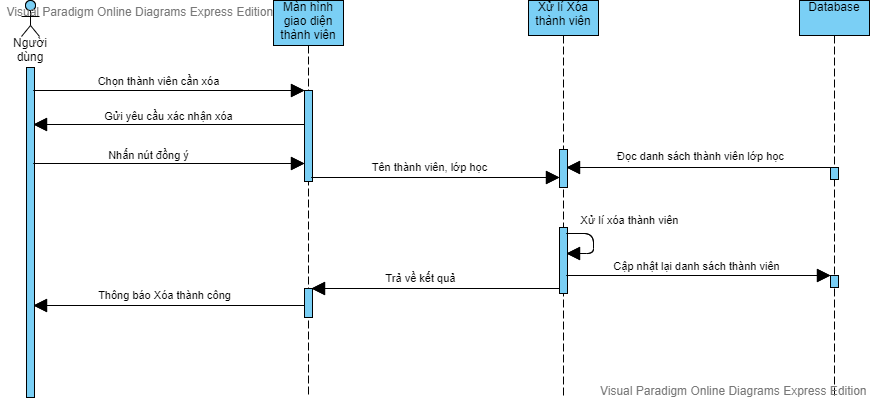 Visual Paradigm Online Diagrams Express Edition
Người
dùng
Màn hình
giao diện
thành viên
Xử lí Xóa
thành viên
Database
Chọn thành viên cần xóa
Gửi yêu cầu xác nhận xóa
Nhấn nút đồng ý
Tên thành viên, lớp học
Đọc danh sách thành viên lớp học
Xử lí xóa thành viên
Cập nhật lại danh sách thành viên
Trả về kết quả
Thông báo Xóa thành công
Visual Paradigm Online Diagrams Express Edition